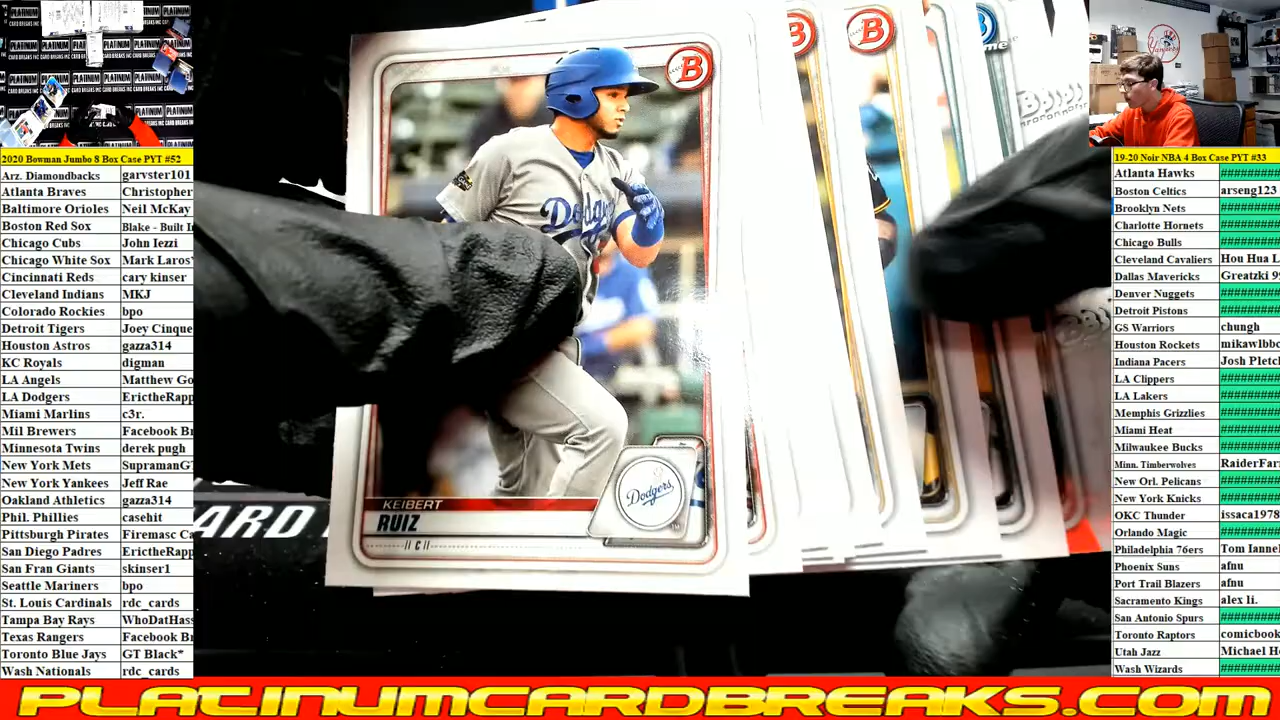 2020 Bowman Jumbo 8 Box Case PYT #52
Arz. Diamondbacks garvster101
Atlanta Braves Christopher
Baltimore Orioles Neil McKay
Boston Red Sox Blake - Built I
Chicago Cubs John Iezzi
Chicago White Sox Mark Laros
Cincinnati Reds cary kinser
Cleveland Indians MKJ
Colorado Rockies bpo
Detroit Tigers Joey Cinque
Houston Astros gazza314
KC Royals digman
LA Angels Matthew Go
LA Dodgers ErictheRapp
Miami Marlins c3r.
Mil Brewers Facebook Br
Minnesota Twins derek pugh
New York Mets SupramanG
New York Yankees Jeff Rae
Oakland Athletics gazza314
Phil. Phillies casehit
Pittsburgh Pirates Firemasc Ca
San Diego Padres ErictheRapp
San Fran Giants skinser1
Seattle Mariners bpo
St. Louis Cardinals rdc_cards
Tampa Bay Rays WhoDatHass
Texas Rangers Facebook Br
Toronto Blue Jays GT Black*
Wash Nationals rdc_cards
B
Dodgers
KEIBERT
RUIZ
C
Dodgers
ARD
19-20 Noir NBA 4 Box Case PYT #33
Atlanta Hawks ########
Boston Celtics arseng123
Brooklyn Nets ########
Charlotte Hornets ########
Chicago Bulls ########
Cleveland Cavaliers Hou Hua L
Dallas Mavericks Greatzki 99
Denver Nuggets ########
Detroit Pistons ########
GS Warriors chungh
Houston Rockets mikawlbbc
Indiana Pacers Josh Pletch
LA Clippers ########
LA Lakers ########
Memphis Grizzlies ########
Miami Heat ########
Milwaukee Bucks ########
Minn. Timberwolves RaiderFar
New Orl. Pelicans ########
New York Knicks ########
OKC Thunder issaca1978
Orlando Magic ########
Philadelphia 76ers Tom Ianne
Phoenix Suns afnu
Port Trail Blazers afnu
Sacramento Kings alex li.
San Antonio Spurs ########
Toronto Raptors comicbook
Utah Jazz Michael H
Wash Wizards ########
PLATINUMCARDBREAKS.COM